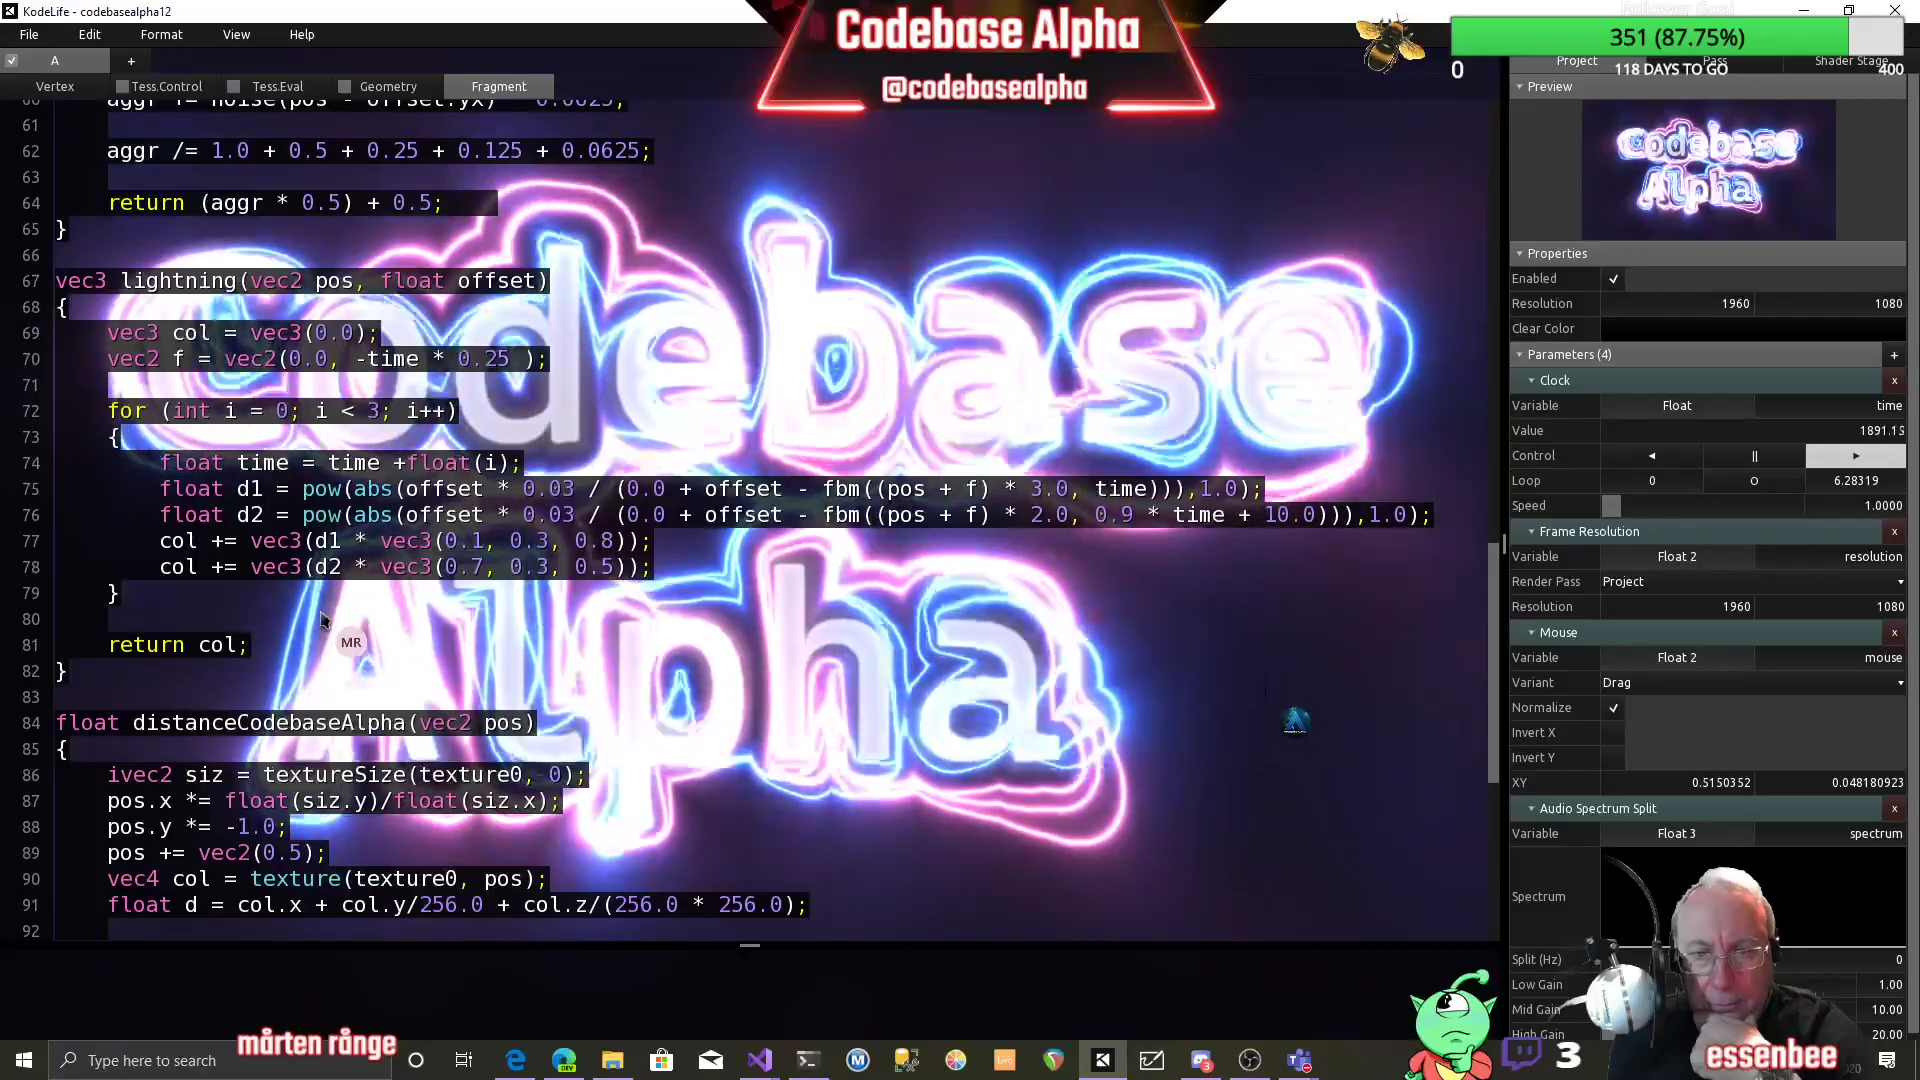 KodeLife - codebasealpha12
File Edit Format View Help
A +
Vertex Tess.Control Tess.Eval Geometry Fragment
61
62 aggr /= 1.0 + 0.5 + 0.25 + 0.125 + 0.0625;
63
64 return (aggr * 0.5) + 0.5;
65 }
66
67 vec3 lightning(vec2 pos, float offset)
68 {
69 vec3 col = vec3(0.0);
70 vec2 f = vec2(0.0, -time * 0.25 );
71
72 for (int i = 0; i < 3; i++)
73 {
74 float time = time +float(i);
75 float d1 = pow(abs(offset * 0.03 / (0.0 + offset - fbm((pos + f) * 3.0, time))),1.0);
76 float d2 = pow(abs(offset * 0.03 / (0.0 + offset - fbm((pos + f) * 2.0, 0.9 * time + 10.0))),1.0);
77 col += vec3(d1 * vec3(0.1, 0.3, 0.8));
78 col += vec3(d2 * vec3(0.7, 0.3, 0.5));
79 }
80
81 return col;
82 }
83
84 float distanceCodebaseAlpha(vec2 pos)
85 {
86 ivec2 siz = textureSize(texture0, 0);
87 pos.x *= float(siz.y)/float(siz.x);
88 pos.y *= -1.0;
89 pos += vec2(0.5);
90 vec4 col = texture(texture0, pos);
91 float d = col.x + col.y/256.0 + col.z/(256.0 * 256.0);
92
MR
Codebase
Alpha
Codebase Alpha
@codebasealpha
351 (87.75%)
0 118 DAYS TO GO 400
Project Pass Shader Stage
Preview
Codebase
Alpha
Properties
Enabled
Resolution 1960 1080
Clear Color
Parameters (4) +
Clock x
Variable Float time
Value 1891.15
Control
Loop 0 O 6.28319
Speed 1.0000
Frame Resolution x
Variable Float 2 resolution
Render Pass Project
Resolution 1960 1080
Mouse x
Variable Float 2 mouse
Variant Drag
Normalize
Invert X
Invert Y
XY 0.5150352 0.048180923
Audio Spectrum Split x
Variable Float 3 spectrum
Spectrum
Split (Hz) 0
Low Gain 1.00
Mid Gain 10.00
High Gain 20.00
mårten rånge
Type here to search
3
essenbee